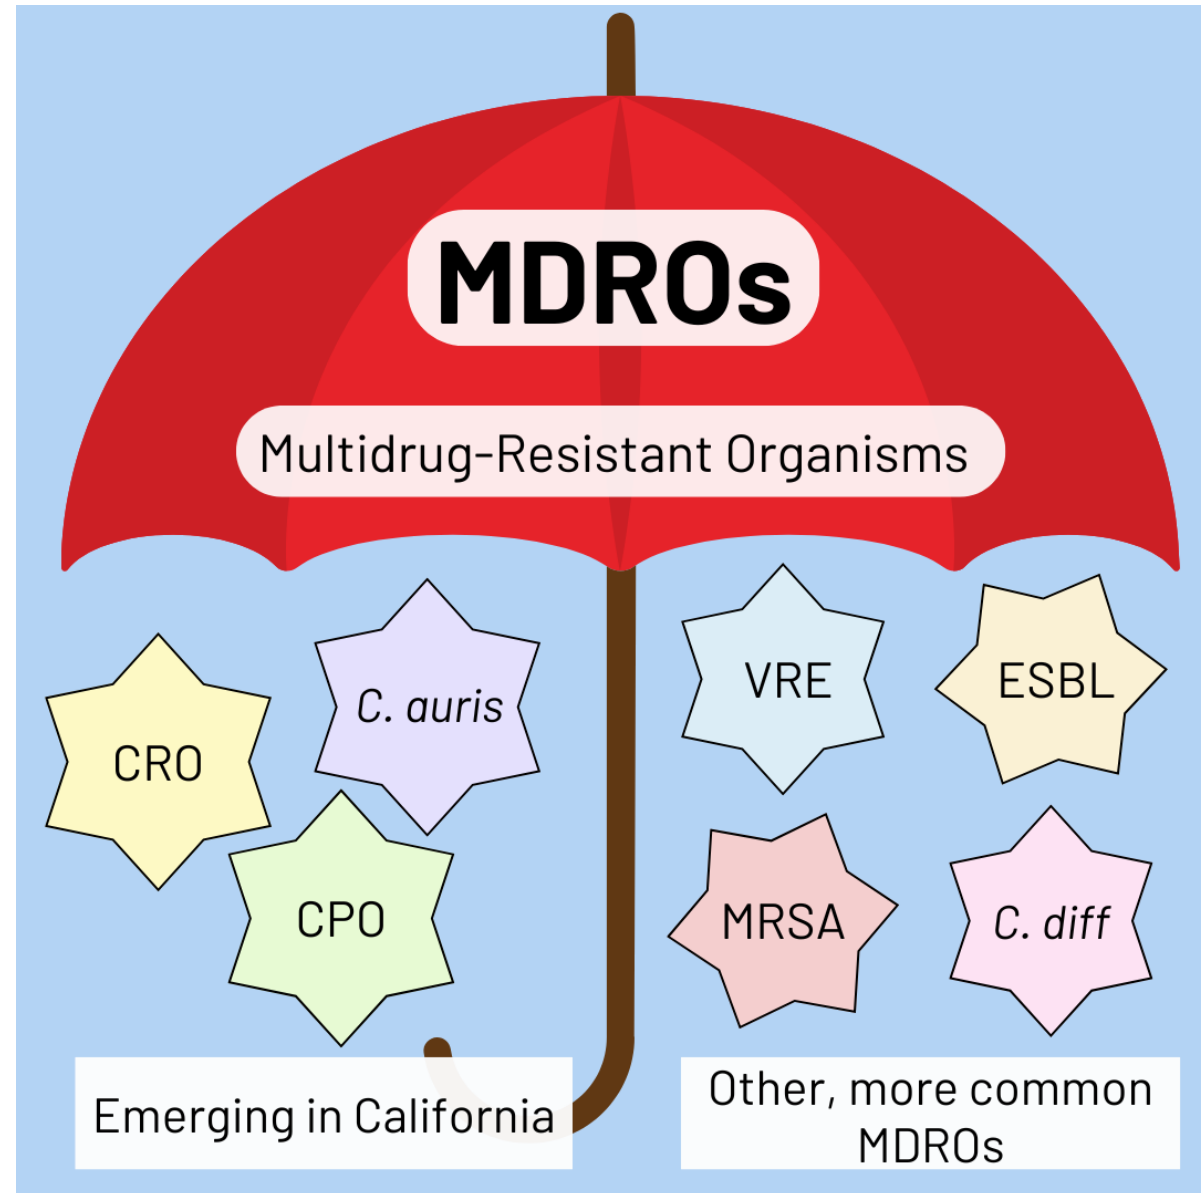 MDROs
Multidrug-Resistant Organisms
CRO
C. auris
CPO
Emerging in California
VRE
ESBL
MRSA
C. diff
Other, more common
MDROs